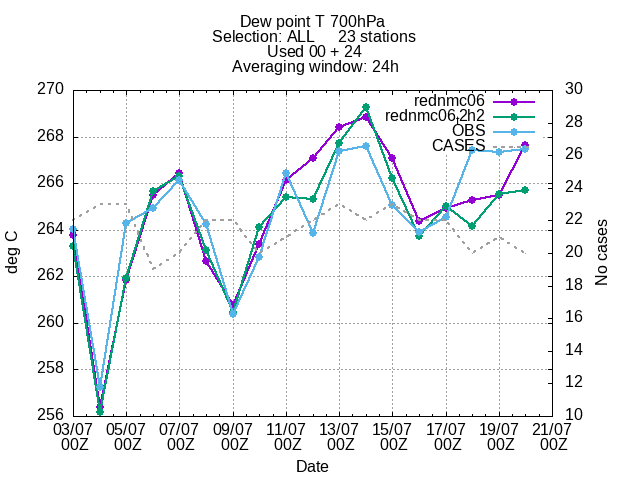 Dew point T 700hPa
Selection: ALL 23 stations
Used 00 + 24
Averaging window: 24h
rednmc06
rednmc06.2h2
OBS
CASES
270
268
266
264
262
260
258
256
30
28
26
24
22
20
18
16
14
12
10
deg C
No cases
03/07 05/07 07/07 09/07 11/07 13/07 15/07 17/07 19/07 21/07
00Z 00Z 00Z 00Z 00Z 00Z 00Z 00Z 00Z 00Z
Date